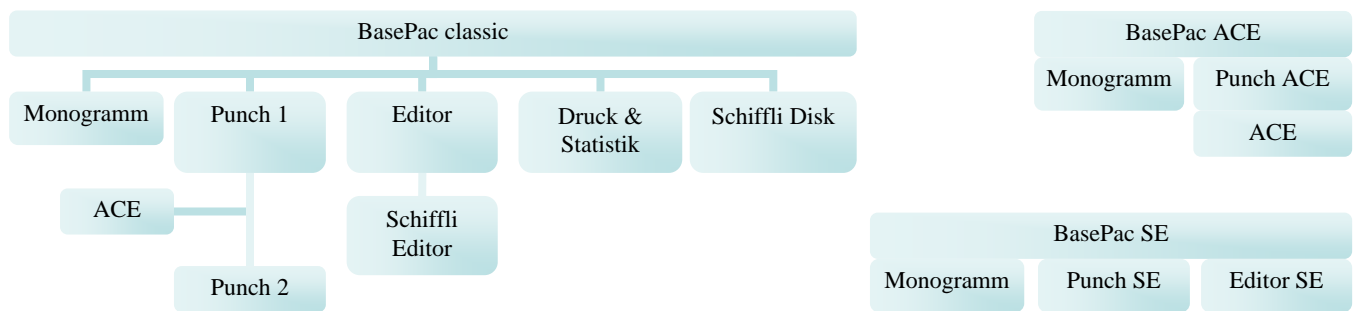 BasePac classic
Monogramm
Punch 1
Editor
Druck &
Statistik
Schiffli Disk
ACE
Schiffli
Editor
Punch 2
BasePac ACE
Monogramm
Punch ACE
ACE
BasePac SE
Monogramm
Punch SE
Editor SE